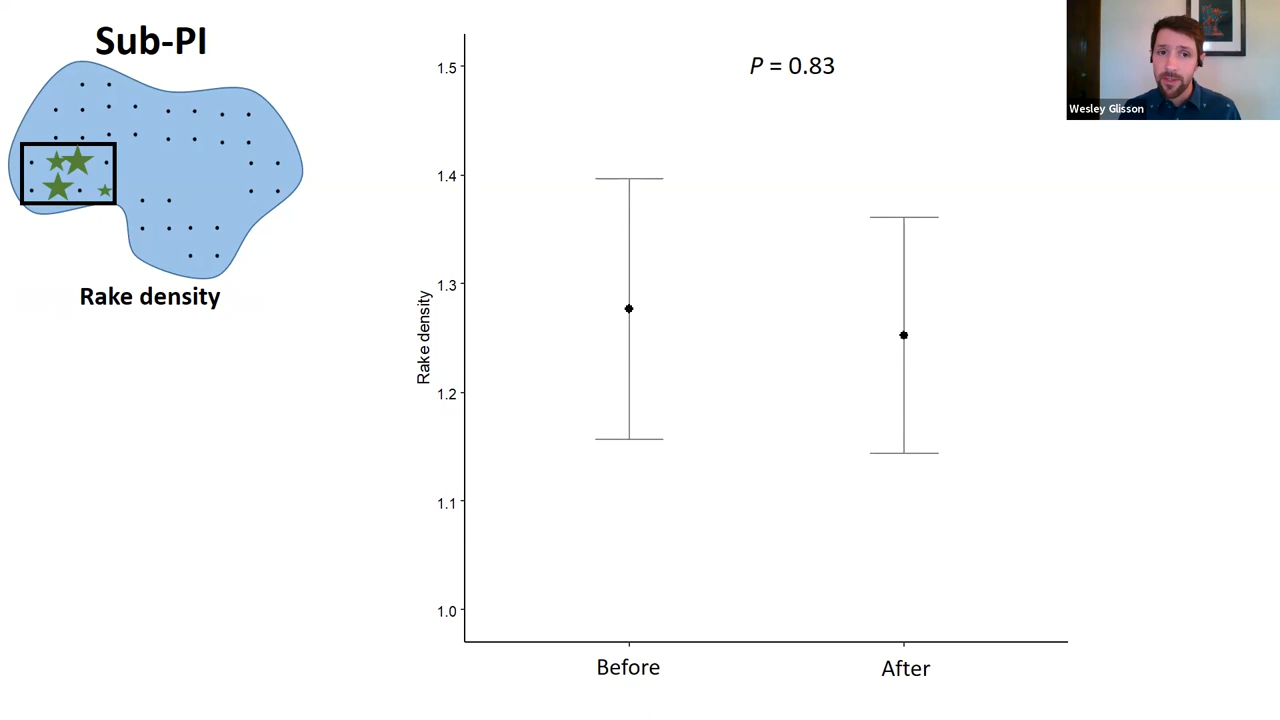 Sub-PI
Rake density
P = 0.83
1.5
1.4
1.3
1.2
1.1
1.0
Rake density
Before
After
Wesley Glisson